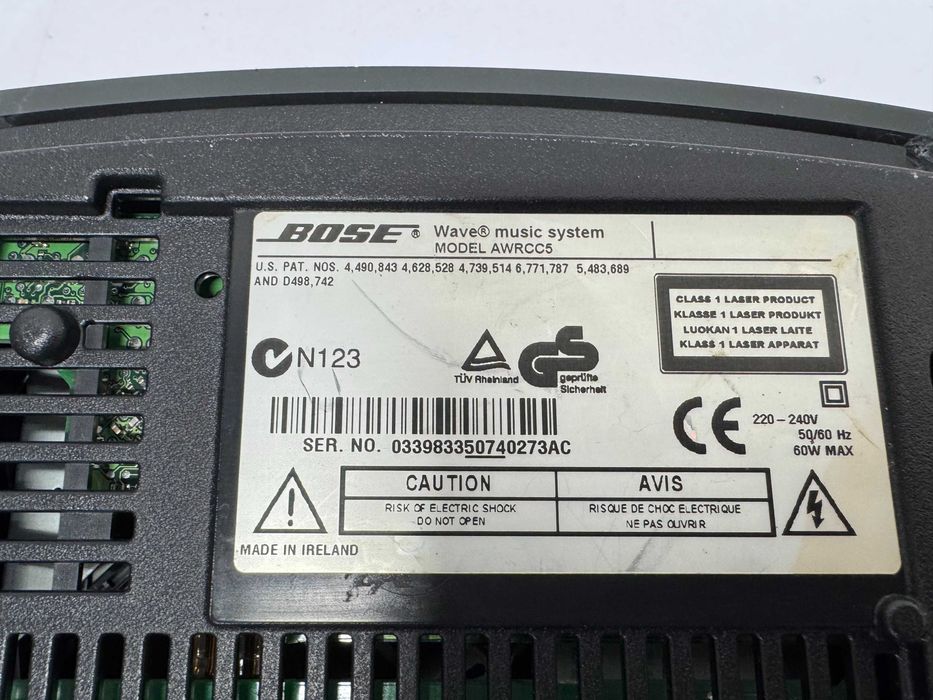 BOSE® Wave® music system
MODEL AWRCC5
U.S. PAT. NOS. 4,490,843 4,628,528 4,739,514 6,771,787 5,483,689
AND D498,742
CLASS 1 LASER PRODUCT
KLASSE 1 LASER PRODUKT
LUOKAN 1 LASER LAITE
KLASS 1 LASER APPARAT
N123
TÜV Rheinland
geprüfte
Sicherheit
CE
220-240V
50/60 Hz
60W MAX
SER. NO. 033983350740273AC
CAUTION
RISK OF ELECTRIC SHOCK
DO NOT OPEN
AVIS
RISQUE DE CHOC ELECTRIQUE
NE PAS OUVRIR
MADE IN IRELAND